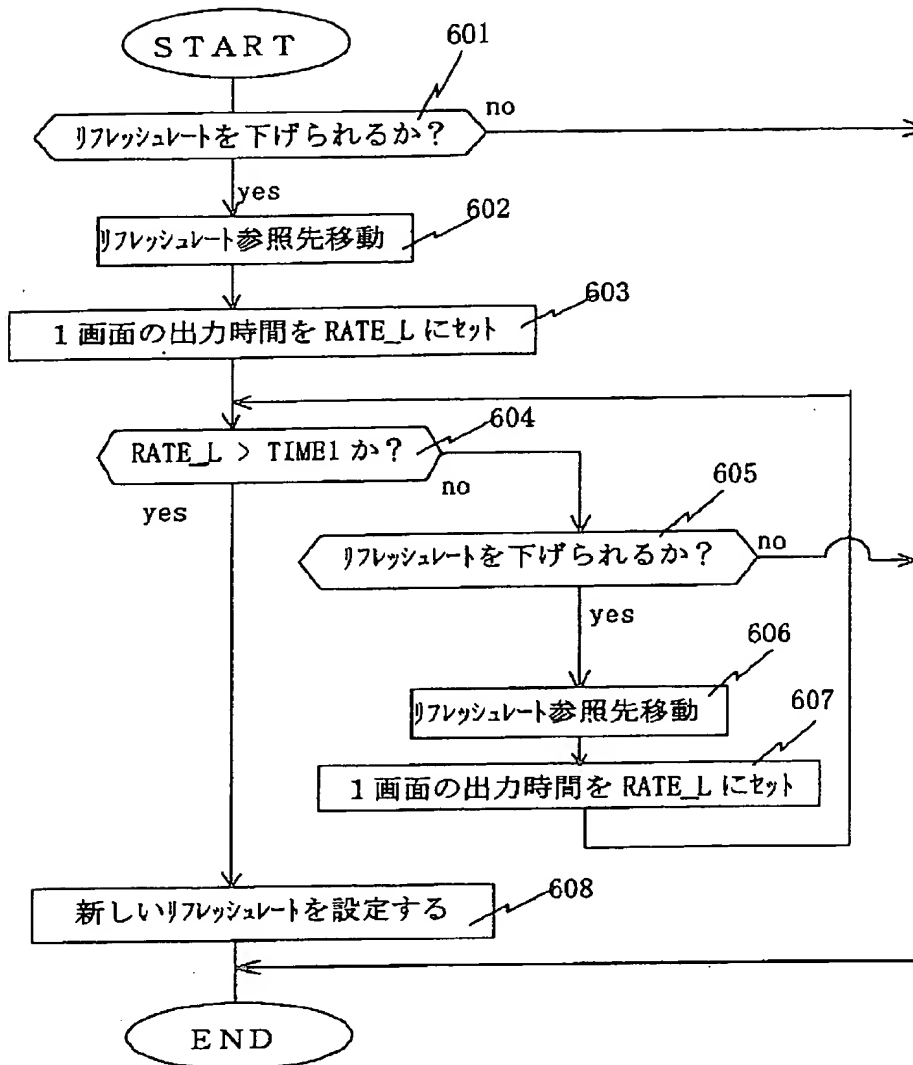 START
601
no
リフレッシュレートを下げられるか？
yes
602
リフレッシュレート参照先移動
603
1画面の出力時間を RATE_L にセット
604
RATE_L > TIME1 か？
no
yes
605
リフレッシュレートを下げられるか？
no
yes
606
リフレッシュレート参照先移動
607
1画面の出力時間を RATE_L にセット
608
新しいリフレッシュレートを設定する
END